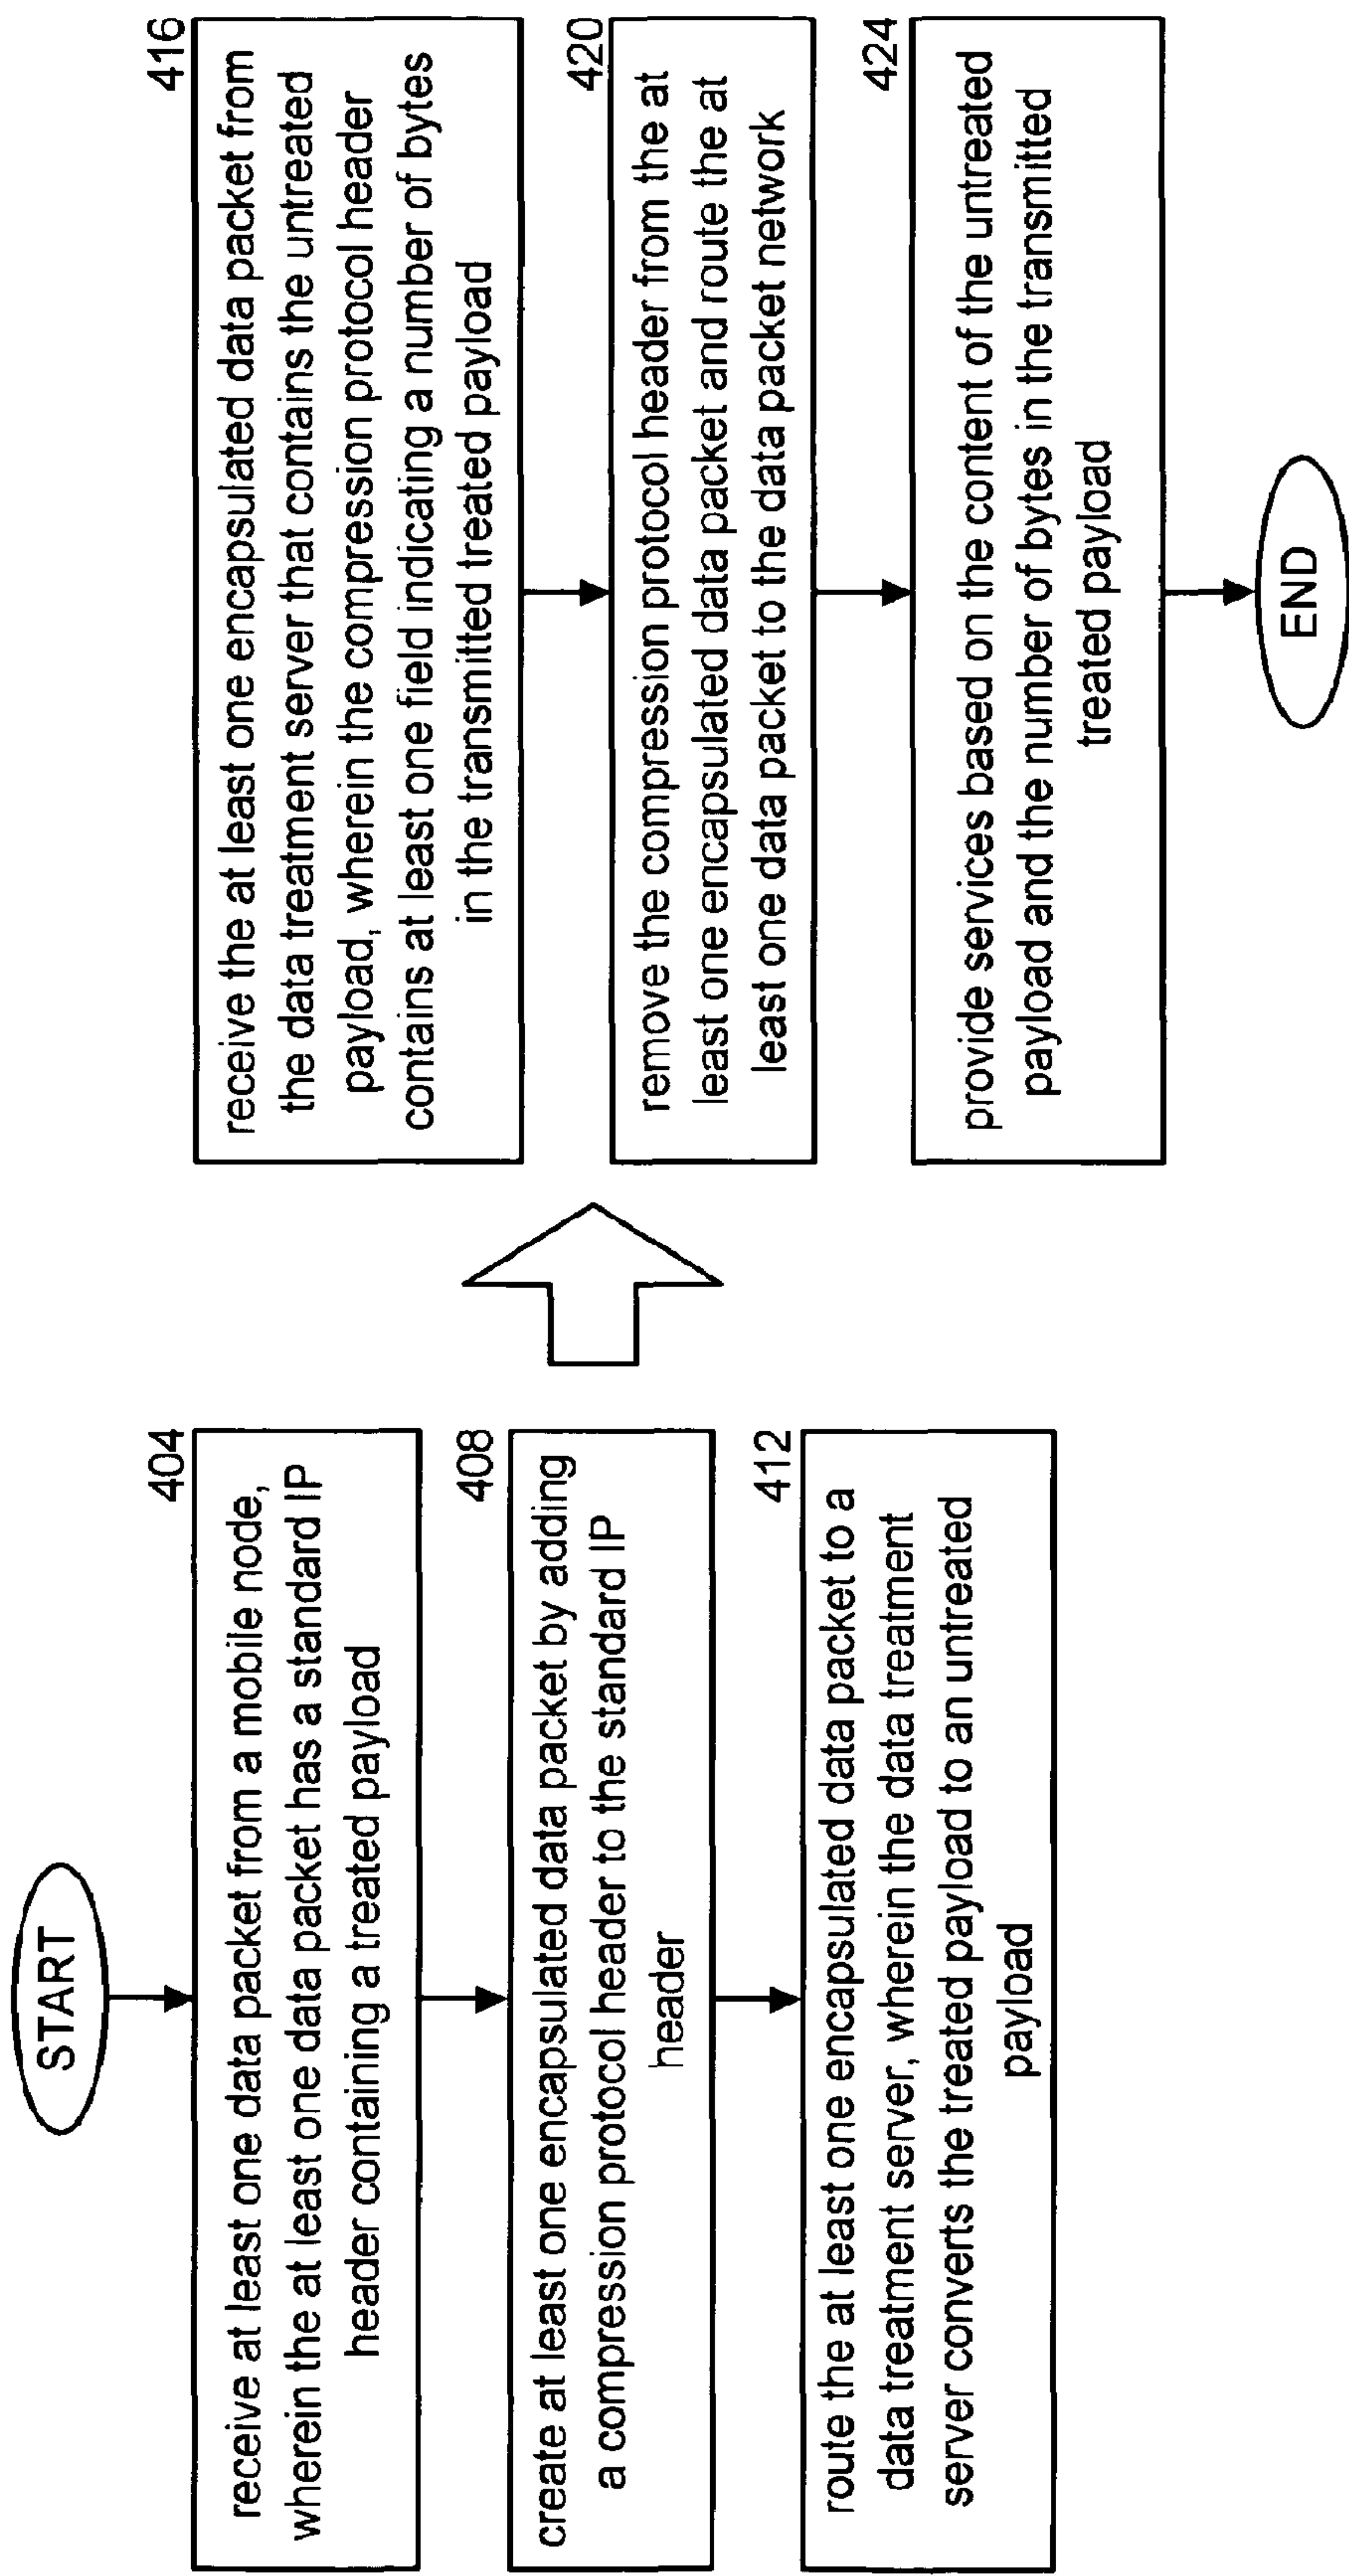 START
404
receive at least one data packet from a mobile node,
wherein the at least one data packet has a standard IP
header containing a treated payload
408
create at least one encapsulated data packet by adding
a compression protocol header to the standard IP
header
412
route the at least one encapsulated data packet to a
data treatment server, wherein the data treatment
server converts the treated payload to an untreated
payload
416
receive the at least one encapsulated data packet from
the data treatment server that contains the untreated
payload, wherein the compression protocol header
contains at least one field indicating a number of bytes
in the transmitted treated payload
420
remove the compression protocol header from the at
least one encapsulated data packet and route the at
least one data packet to the data packet network
424
provide services based on the content of the untreated
payload and the number of bytes in the transmitted
treated payload
END